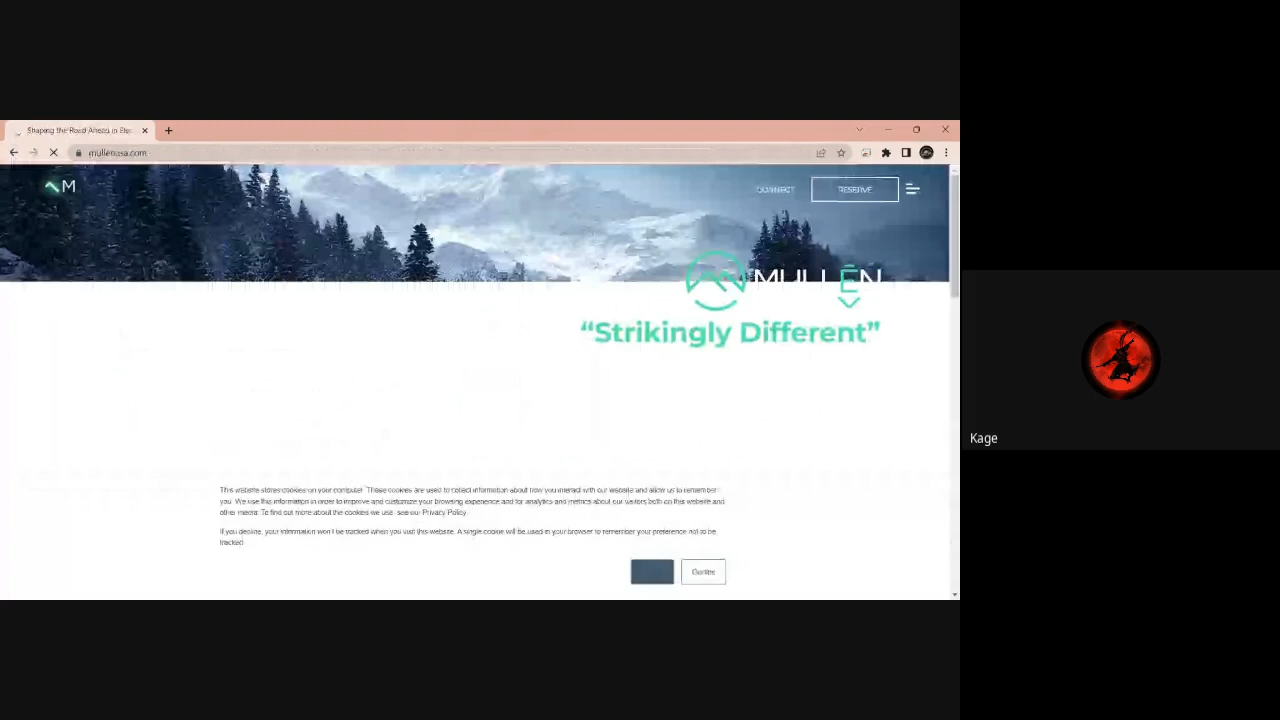 Shaping the Road Ahead in Elec
mullenusa.com
M
CONNECT
RESERVE
MULLEN
“Strikingly Different”
This website stores cookies on your computer. These cookies are used to collect information about how you interact with our website and allow us to remember
you. We use this information in order to improve and customize your browsing experience and for analytics and metrics about our visitors both on this website and
other media. To find out more about the cookies we use, see our Privacy Policy.
If you decline, your information won't be tracked when you visit this website. A single cookie will be used in your browser to remember your preference not to be
tracked.
Decline
Kage